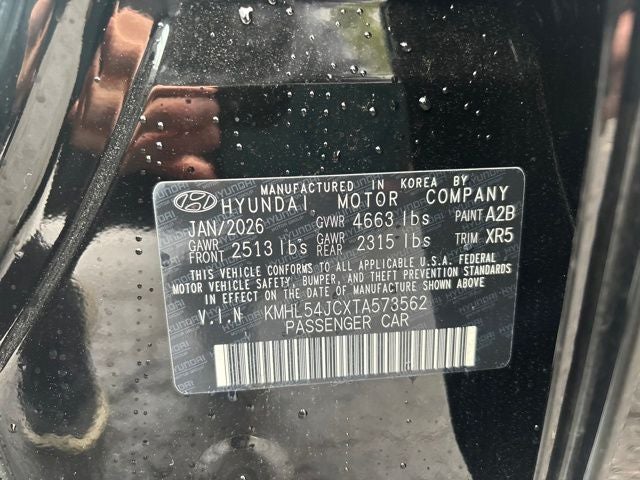 MANUFACTURED IN KOREA BY
HYUNDAI MOTOR COMPANY
JAN/2026 GVWR 4663 lbs PAINT A2B
GAWR FRONT 2513 lbs GAWR REAR 2315 lbs TRIM XR5
THIS VEHICLE CONFORMS TO ALL APPLICABLE U.S.A. FEDERAL
MOTOR VEHICLE SAFETY, BUMPER, AND THEFT PREVENTION STANDARDS
IN EFFECT ON THE DATE OF MANUFACTURE SHOWN ABOVE
V.I.N KMHL54JCXTA573562
PASSENGER CAR